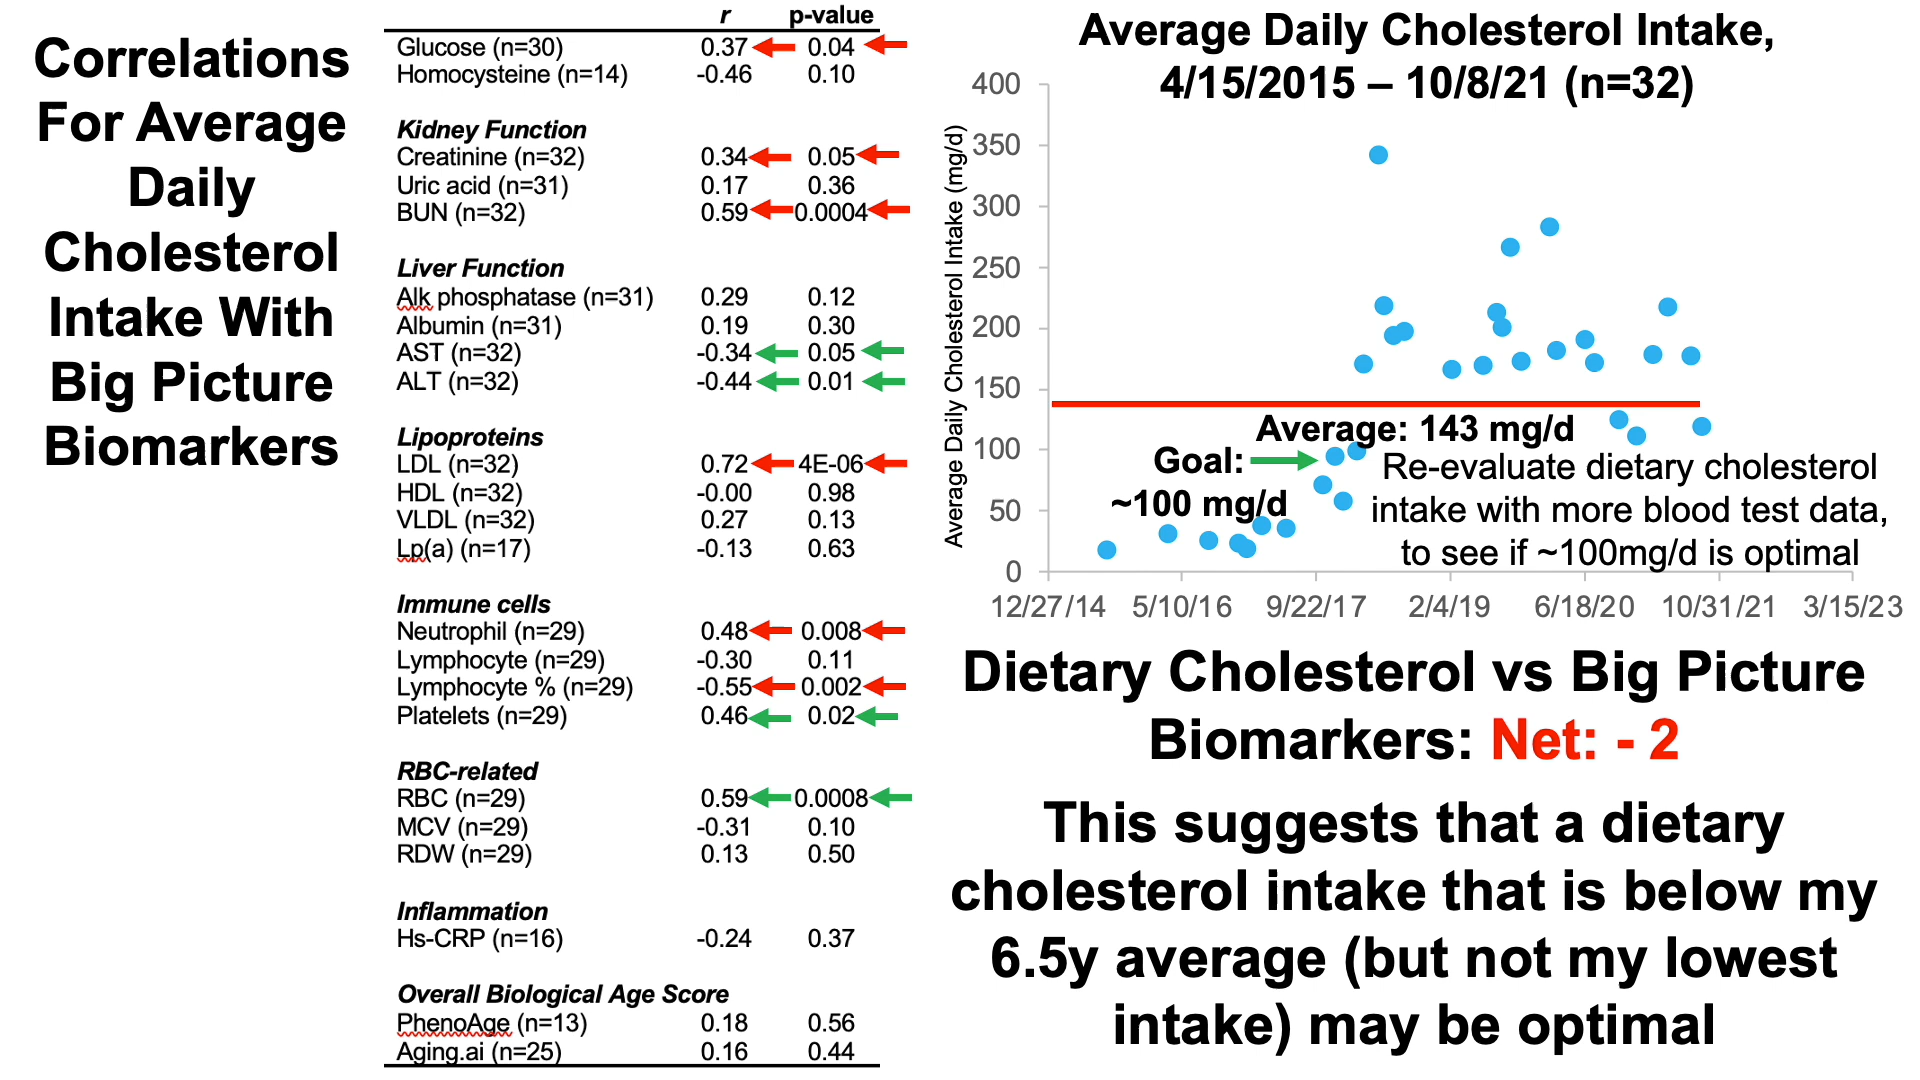 Correlations
For Average
Daily
Cholesterol
Intake With
Big Picture
Biomarkers
r p-value
Glucose (n=30) 0.37 0.04
Homocysteine (n=14) -0.46 0.10
Kidney Function
Creatinine (n=32) 0.34 0.05
Uric acid (n=31) 0.17 0.36
BUN (n=32) 0.59 0.0004
Liver Function
Alk phosphatase (n=31) 0.29 0.12
Albumin (n=31) 0.19 0.30
AST (n=32) -0.34 0.05
ALT (n=32) -0.44 0.01
Lipoproteins
LDL (n=32) 0.72 4E-06
HDL (n=32) -0.00 0.98
VLDL (n=32) 0.27 0.13
Lp(a) (n=17) -0.13 0.63
Immune cells
Neutrophil (n=29) 0.48 0.008
Lymphocyte (n=29) -0.30 0.11
Lymphocyte % (n=29) -0.55 0.002
Platelets (n=29) 0.46 0.02
RBC-related
RBC (n=29) 0.59 0.0008
MCV (n=29) -0.31 0.10
RDW (n=29) 0.13 0.50
Inflammation
Hs-CRP (n=16) -0.24 0.37
Overall Biological Age Score
PhenoAge (n=13) 0.18 0.56
Aging.ai (n=25) 0.16 0.44
Average Daily Cholesterol Intake,
4/15/2015 – 10/8/21 (n=32)
Average Daily Cholesterol Intake (mg/d)
400
350
300
250
200
150
100
50
0
Average: 143 mg/d
Goal:
~100 mg/d
Re-evaluate dietary cholesterol
intake with more blood test data,
to see if ~100mg/d is optimal
12/27/14 5/10/16 9/22/17 2/4/19 6/18/20 10/31/21 3/15/23
Dietary Cholesterol vs Big Picture
Biomarkers: Net: - 2
This suggests that a dietary
cholesterol intake that is below my
6.5y average (but not my lowest
intake) may be optimal